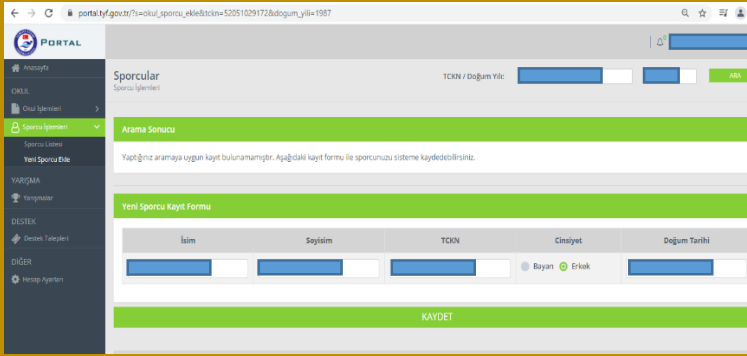 portal.tyf.gov.tr/?s=okul_sporcu_ekle&tckn=52051029172&dogum_yili=1987
PORTAL
Anasayfa
OKUL
Okul İşlemleri
Sporcu İşlemleri
Sporcu Listesi
Yeni Sporcu Ekle
YARIŞMA
Yarışmalar
DESTEK
Destek Talepleri
DİĞER
Hesap Ayarları
Sporcular
Sporcu İşlemleri
TCKN / Doğum Yılı:
ARA
Arama Sonucu
Yaptığınız aramaya uygun kayıt bulunamamıştır. Aşağıdaki kayıt formu ile sporcunuzu sisteme kaydedebilirsiniz.
Yeni Sporcu Kayıt Formu
İsim Soyisim TCKN Cinsiyet Doğum Tarihi
Bayan Erkek
KAYDET